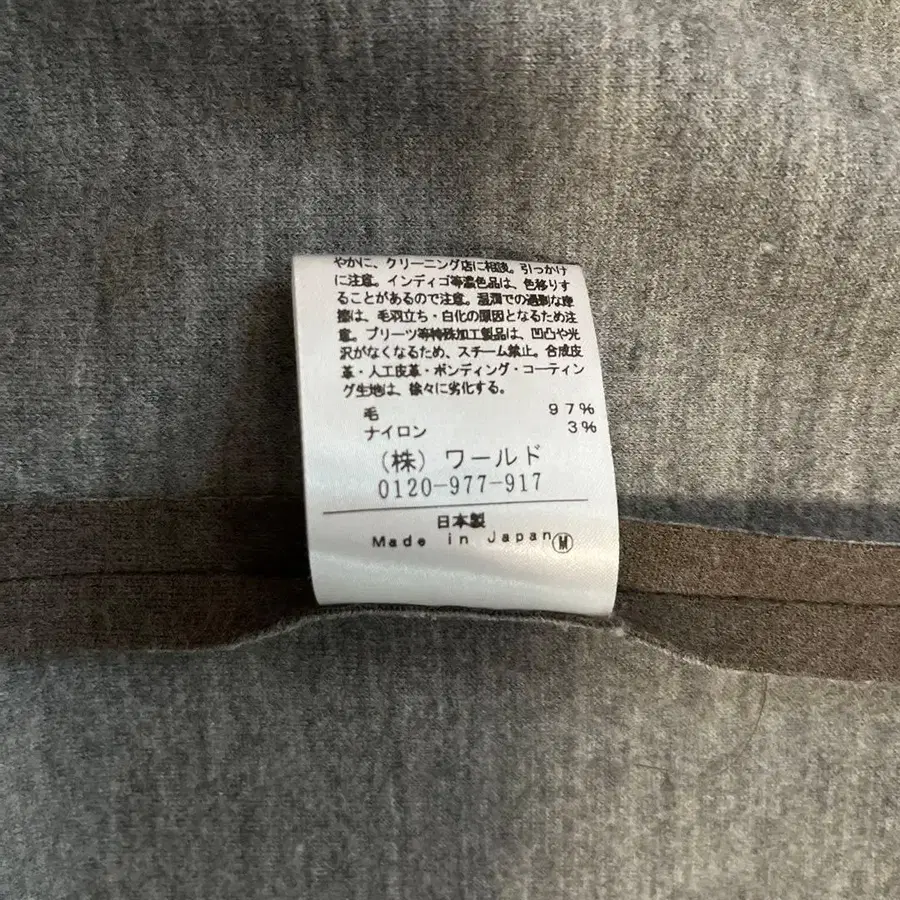 やかに、クリーニング店に相談。引っかけ
に注意。インディゴ等濃色品は、色移りす
ることがあるので注意。湿潤での過剰な摩
擦は、毛羽立ち・白化の原因となるため注
意。プリーツ等特殊加工製品は、凹凸や光
沢がなくなるため、スチーム禁止。合成皮
革・人工皮革・ボンディング・コーティン
グ生地は、徐々に劣化する。
毛 97%
ナイロン 3%
(株)ワールド
0120-977-917
日本製
Made in Japan Ⓜ